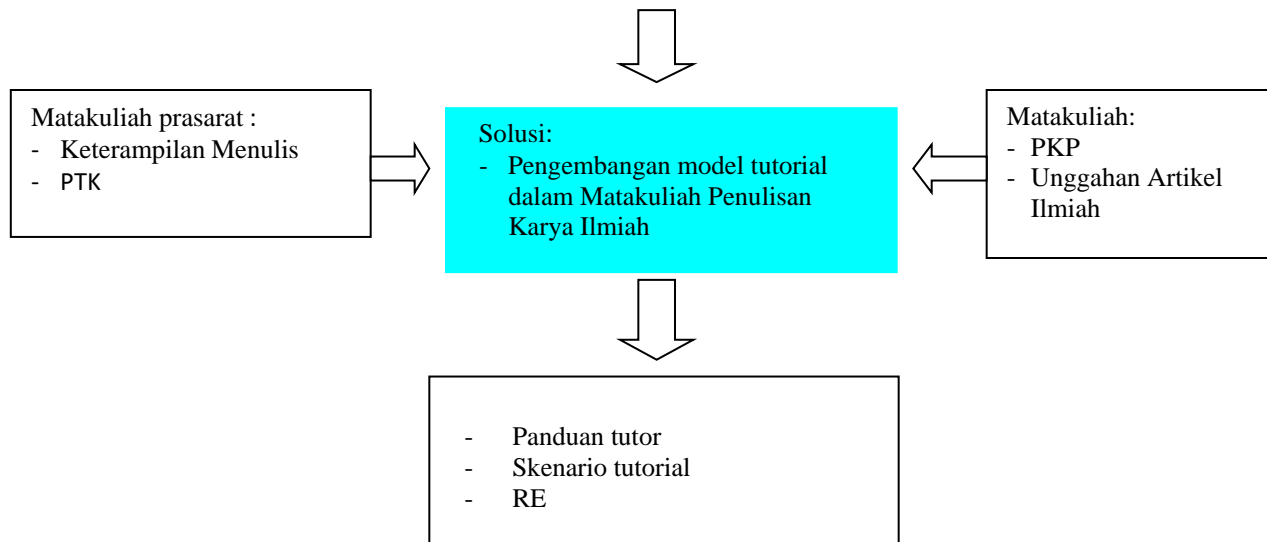 Matakuliah prasarat :
- Keterampilan Menulis
- PTK
Solusi:
- Pengembangan model tutorial
dalam Matakuliah Penulisan
Karya Ilmiah
Matakuliah:
- PKP
- Unggahan Artikel
Ilmiah
- Panduan tutor
- Skenario tutorial
- RE